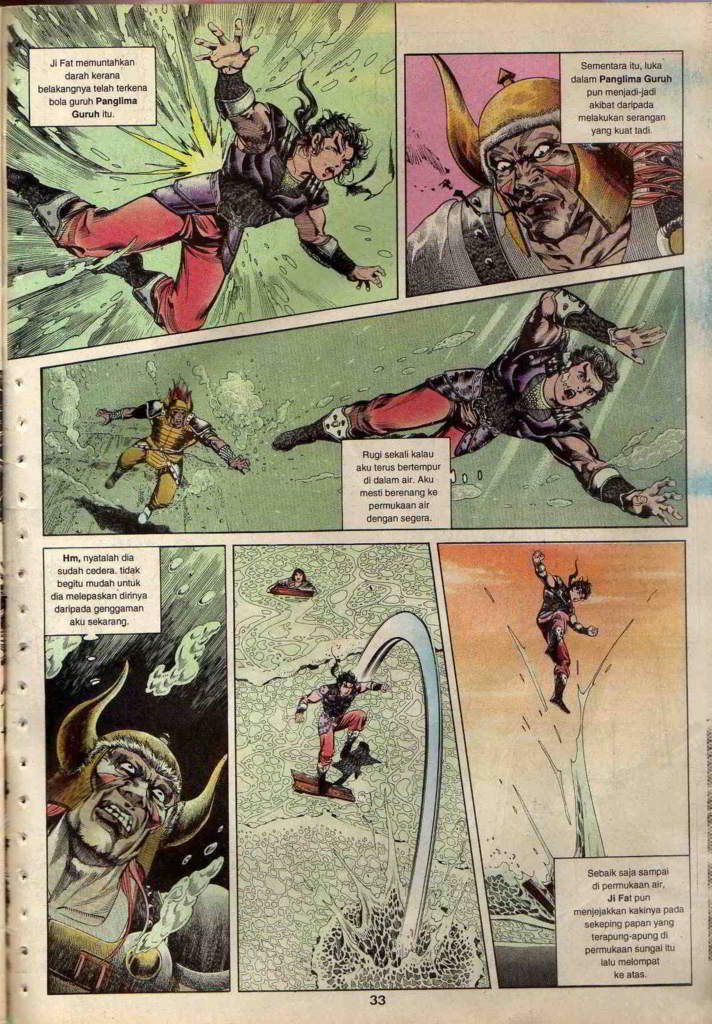 Ji Fat memuntahkan
darah kerana
belakangnya telah terkena
bola guruh Panglima
Guruh itu.
Sementara itu, luka
dalam Panglima Guruh
pun menjadi-jadi
akibat daripada
melakukan serangan
yang kuat tadi.
Rugi sekali kalau
aku terus bertempur
di dalam air. Aku
mesti berenang ke
permukaan air
dengan segera.
Hm, nyatalah dia
sudah cedera. tidak
begitu mudah untuk
dia melepaskan dirinya
daripada genggaman
aku sekarang.
Sebaik saja sampai
di permukaan air,
Ji Fat pun
menjejakkan kakinya pada
sekeping papan yang
terapung-apung di
permukaan sungai itu
lalu melompat
ke atas.
33